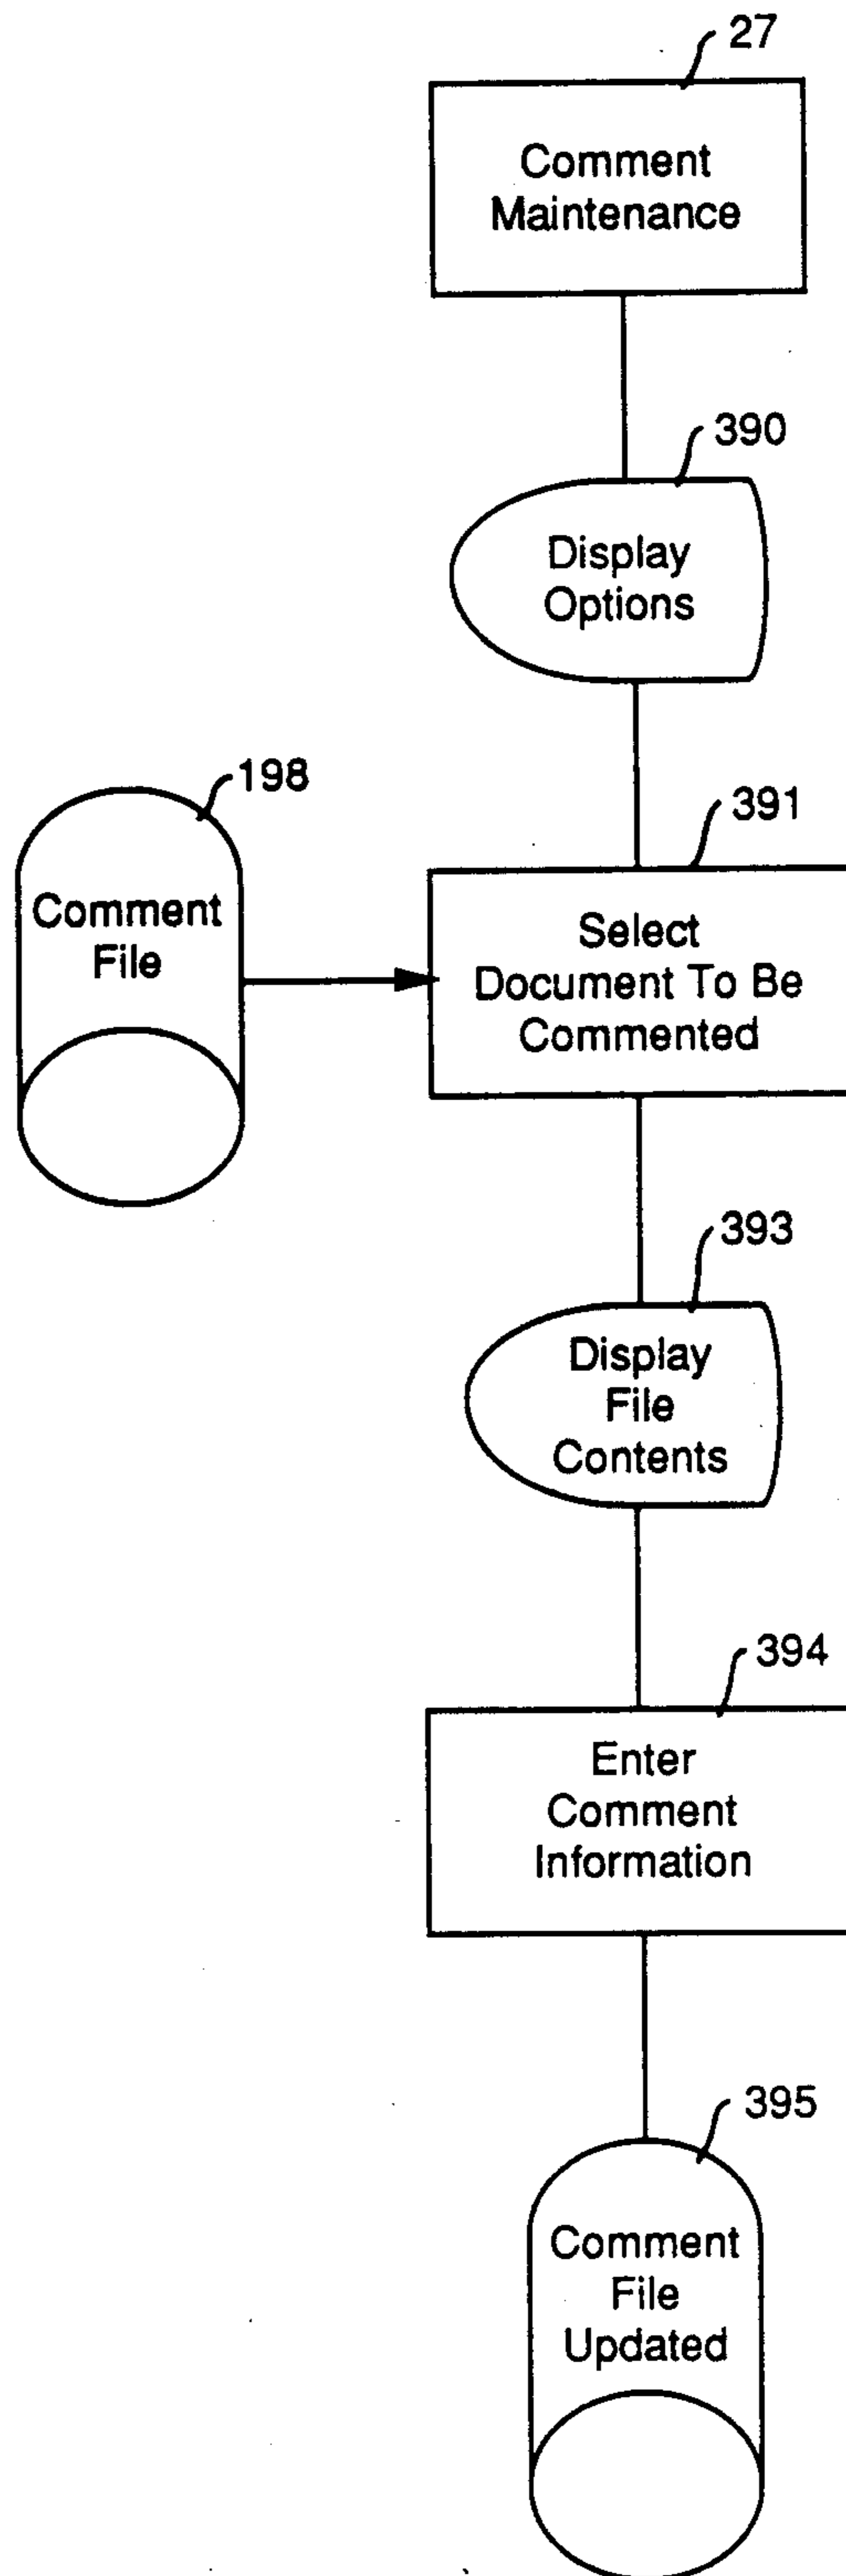 27
Comment
Maintenance
390
Display
Options
198
Comment
File
391
Select
Document To Be
Commented
393
Display
File
Contents
394
Enter
Comment
Information
395
Comment
File
Updated